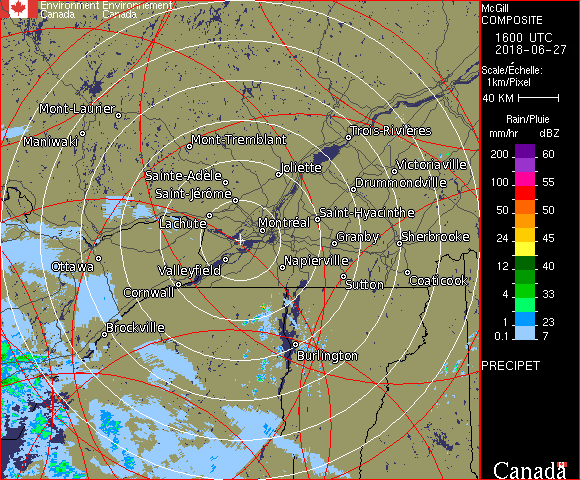 Environment Environnement
Canada Canada
McGill
COMPOSITE
1600 UTC
2018-06-27
Scale/Échelle:
1km/Pixel
40 KM
Rain/Pluie
mm/hr dBZ
200 60
150 57
100 55
50 50
24 45
12 40
4 33
1 23
0.1 7
PRECIPET
Canada
Mont-Laurier
Maniwaki
Mont-Tremblant
Trois-Rivières
Joliette
Victoriaville
Sainte-Adèle
Drummondville
Saint-Jérôme
Lachute
Montréal
Saint-Hyacinthe
Granby
Sherbrooke
Ottawa
Valleyfield
Napierville
Coaticook
Cornwall
Sutton
Brockville
Burlington